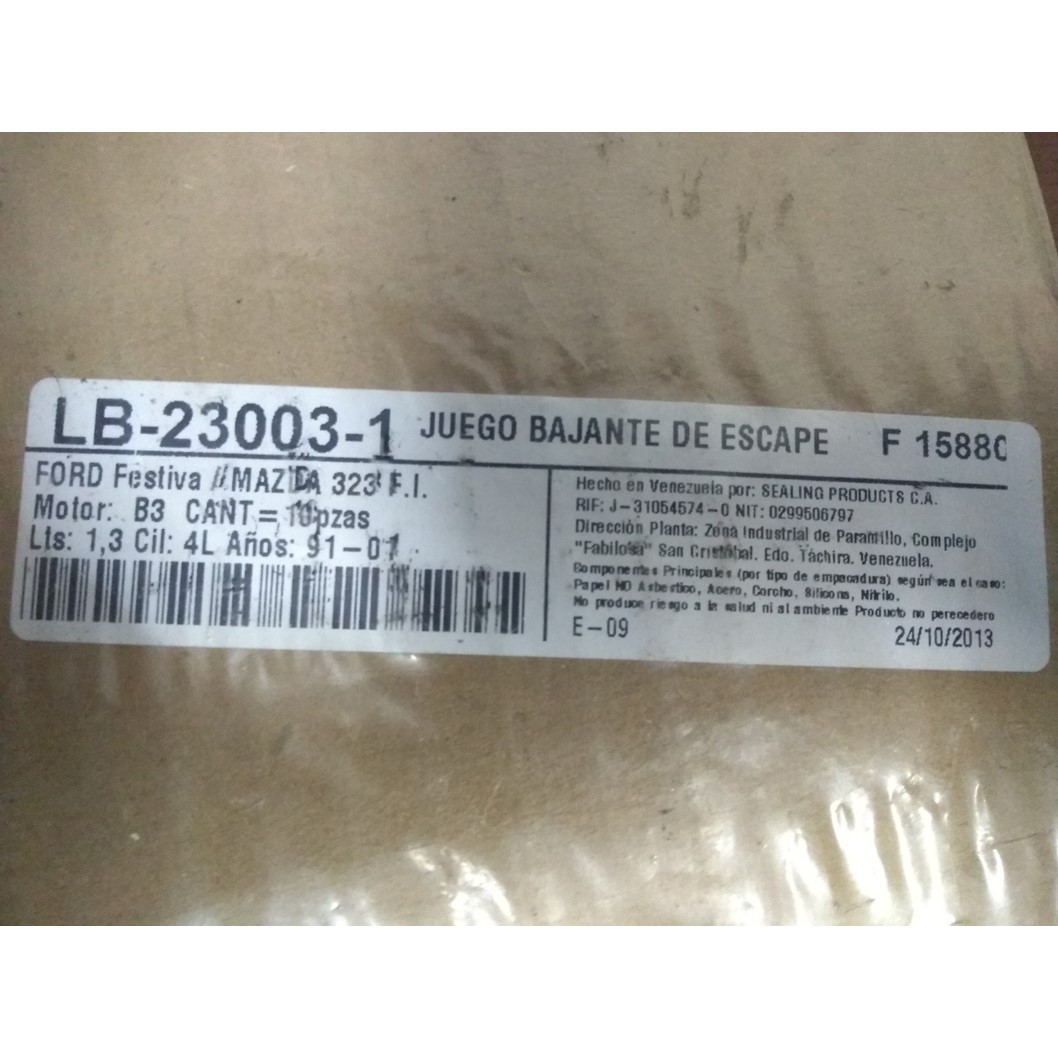 LB-23003-1 JUEGO BAJANTE DE ESCAPE F 15880
FORD Festiva // MAZDA 323 F.I.
Motor: B3 CANT= 10pzas
Lts: 1,3 Cil: 4L Años: 91-01
Hecho en Venezuela por: SEALING PRODUCTS C.A.
RIF: J-31054574-0 NIT: 0299506797
Dirección Planta: Zona Industrial de Paramillo, Complejo
"Fabilosa" San Cristóbal. Edo. Táchira. Venezuela.
Componentes Principales (por tipo de empacadura) según sea el caso:
Papel NO Asbestico, Acero, Corcho, Silicona, Nitrilo.
No produce riesgo a la salud ni al ambiente Producto no perecedero
E-09 24/10/2013